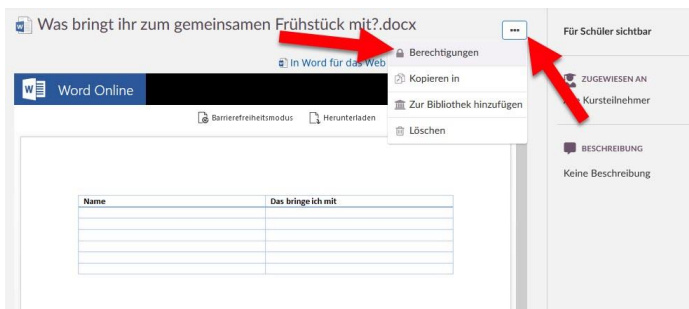 Was bringt ihr zum gemeinsamen Frühstück mit?.docx
...
Für Schüler sichtbar
In Word für das Web
Berechtigungen
Kopieren in
Zur Bibliothek hinzufügen
Löschen
ZUGEWIESEN AN
Kursteilnehmer
Word Online
Barrierefreiheitsmodus
Herunterladen
BESCHREIBUNG
Keine Beschreibung
Name
Das bringe ich mit